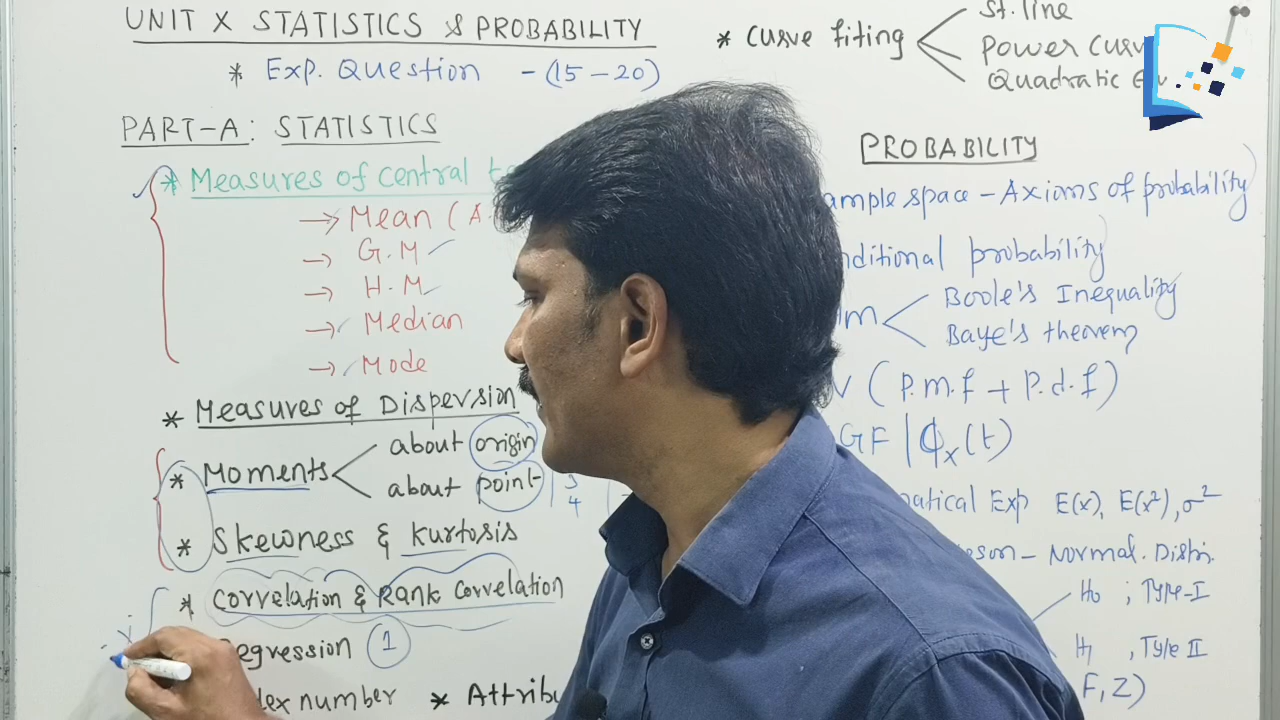 UNIT X STATISTICS & PROBABILITY
* Exp. Question - (15-20)
PART-A: STATISTICS
* Measures of central
→ Mean (A.
→ G.M
→ H.M
→ Median
→ Mode
* Measures of Dispersion
* Moments about origin
about point
3
4
* Skewness & Kurtosis
* Correlation & Rank Correlation
egression 1
dex number * Attribu
* Curve fiting St.line
Power Curv
Quadratic
PROBABILITY
ample space - Axioms of probability
nditional probability
m Boole's Inequality
Baye's theorem
V (P.m.f + P.d.f)
GF | ϕx(t)
atical Exp E(x), E(x²), σ²
sson - Normal. Distn.
H₀ ; Type-I
H₁ , Type II
F, Z)